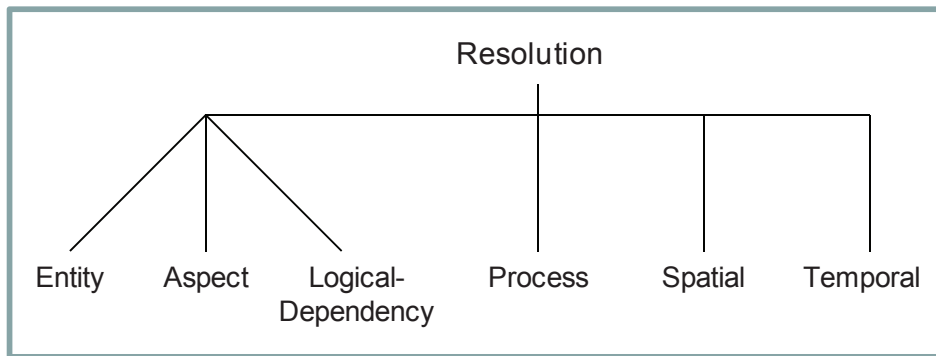 Resolution
Entity
Aspect
Logical-
Dependency
Process
Spatial
Temporal